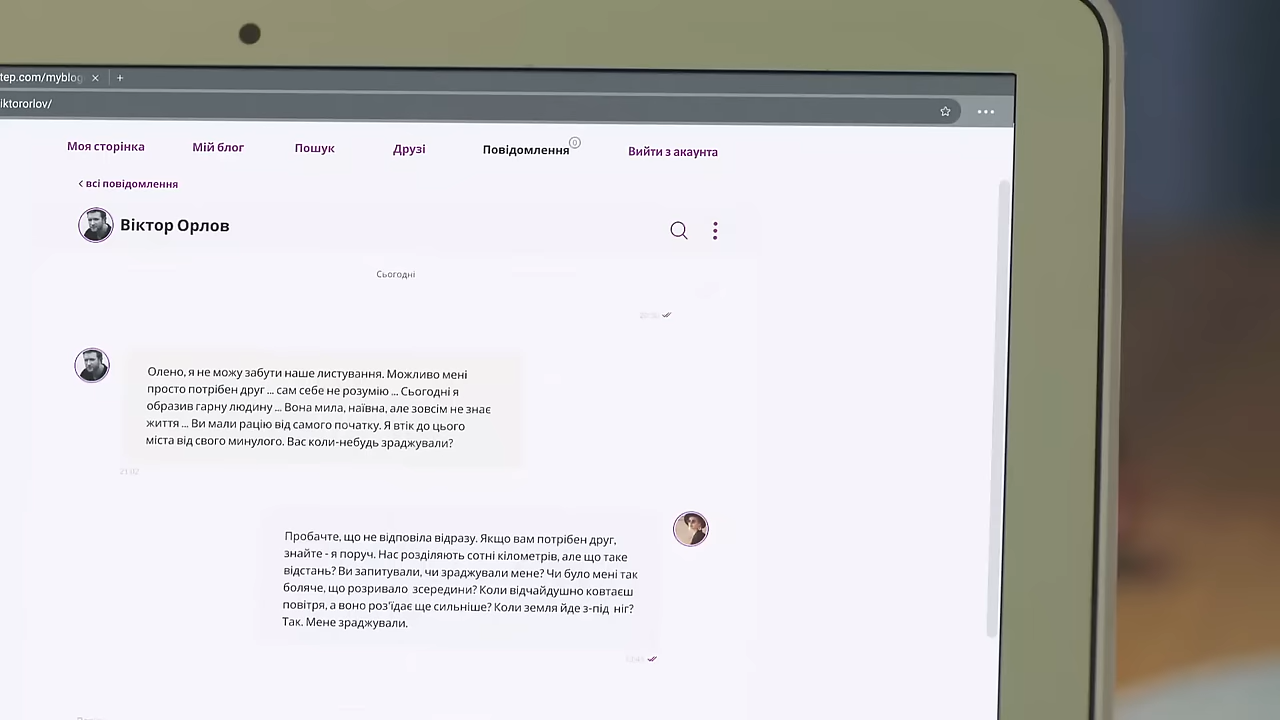 tep.com/myblog
iktororlov/
Моя сторінка Мій блог Пошук Друзі Повідомлення 0 Вийти з акаунта
< всі повідомлення
Віктор Орлов
Сьогодні
Олено, я не можу забути наше листування. Можливо мені
просто потрібен друг ... сам себе не розумію ... Сьогодні я
образив гарну людину ... Вона мила, наївна, але зовсім не знає
життя ... Ви мали рацію від самого початку. Я втік до цього
міста від свого минулого. Вас коли-небудь зраджували?
21:02
Пробачте, що не відповіла відразу. Якщо вам потрібен друг,
знайте - я поруч. Нас розділяють сотні кілометрів, але що таке
відстань? Ви запитували, чи зраджували мене? Чи було мені так
боляче, що розривало зсередини? Коли відчайдушно ковтаєш
повітря, а воно роз'їдає ще сильніше? Коли земля йде з-під ніг?
Так. Мене зраджували.